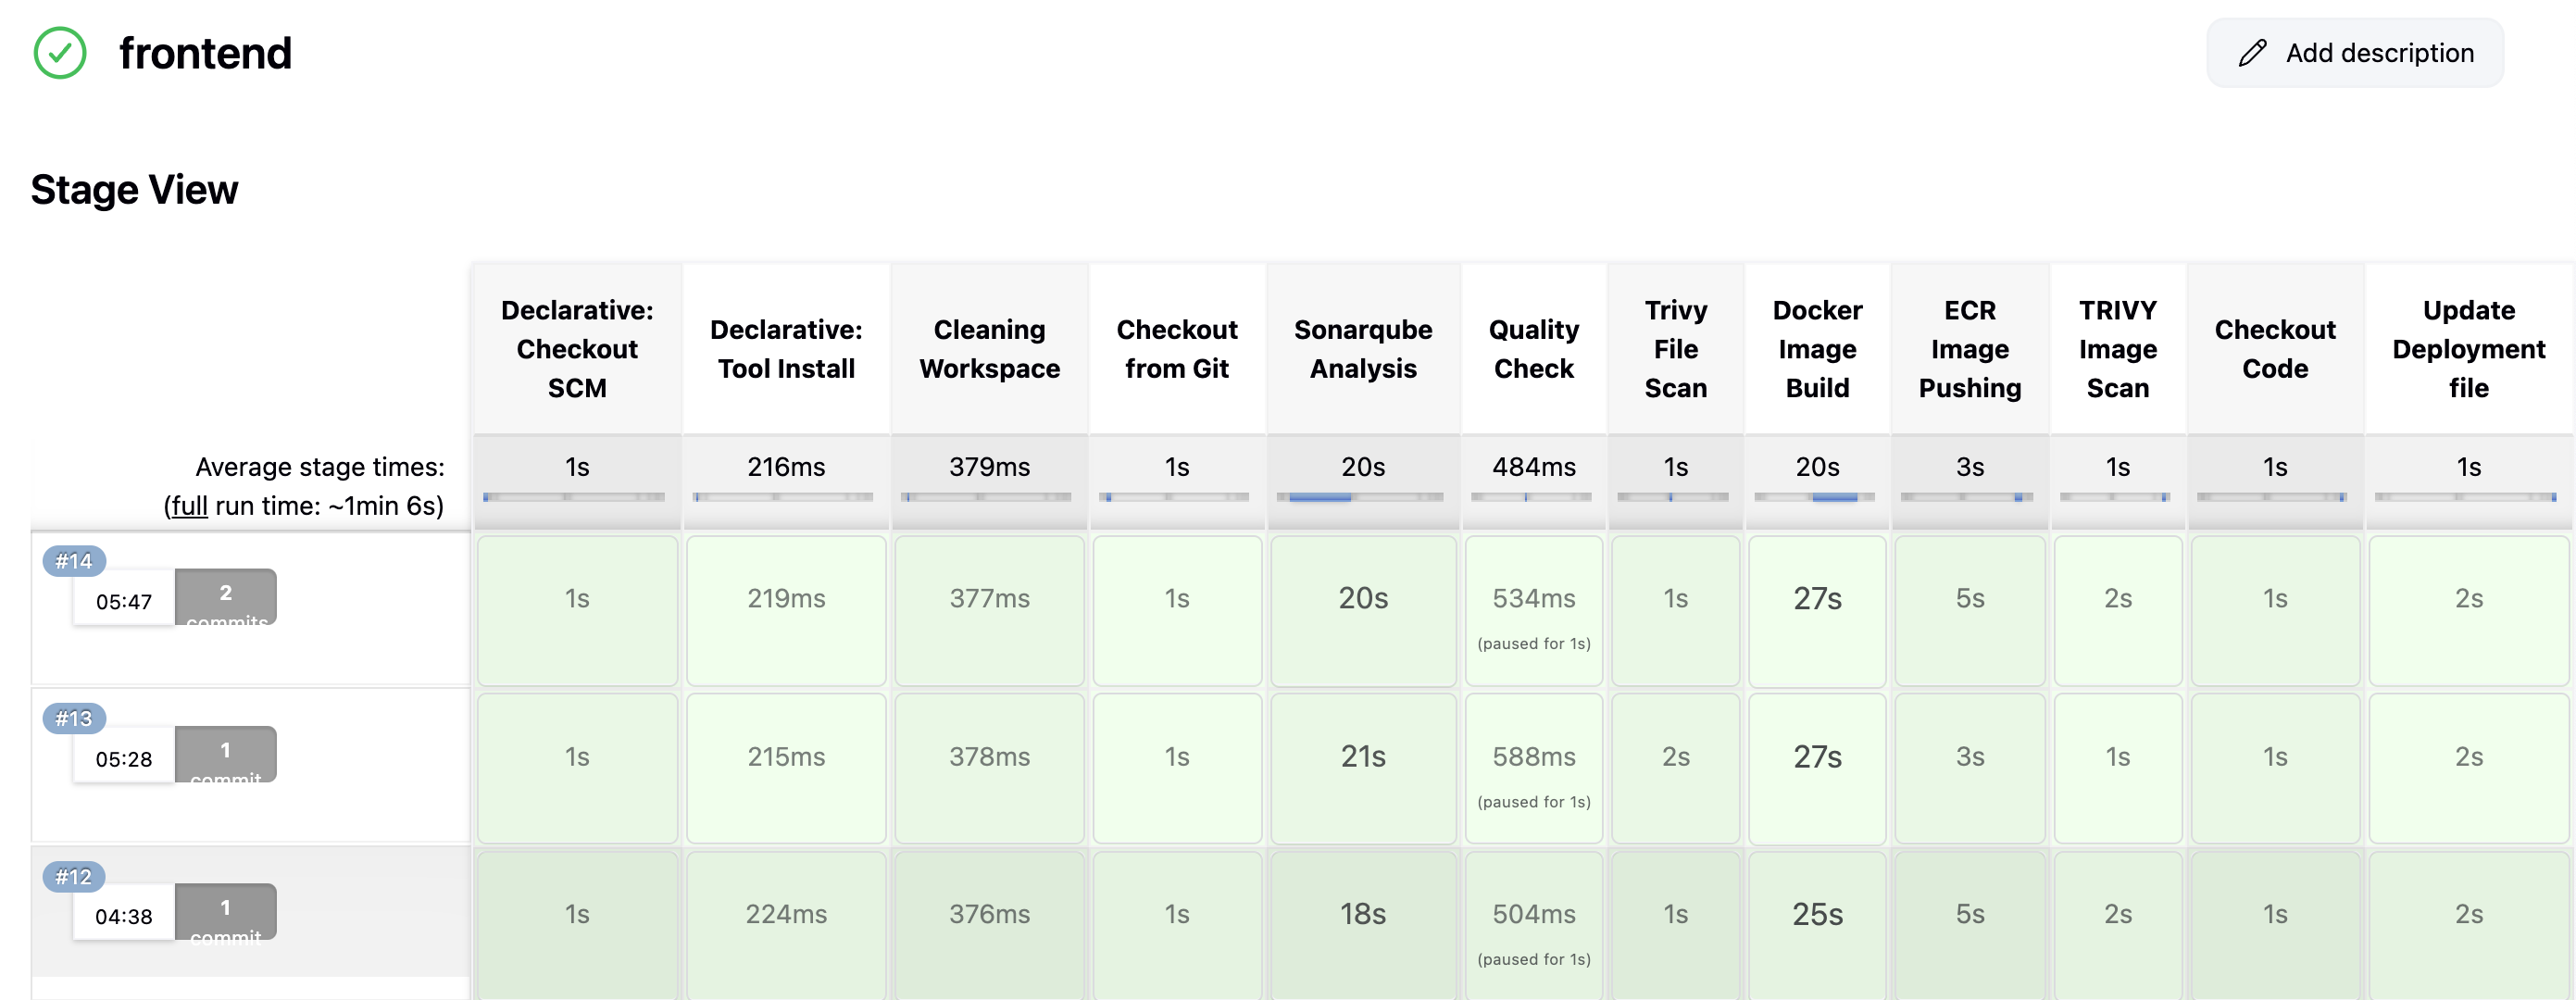 frontend
Add description
Stage View
Declarative:
Checkout
SCM
Declarative:
Tool Install
Cleaning
Workspace
Checkout
from Git
Sonarqube
Analysis
Quality
Check
Trivy
File
Scan
Docker
Image
Build
ECR
Image
Pushing
TRIVY
Image
Scan
Checkout
Code
Update
Deployment
file
Average stage times:
(full run time: ~1min 6s)
1s
216ms
379ms
1s
20s
484ms
1s
20s
3s
1s
1s
1s
#14
05:47
2
commits
1s
219ms
377ms
1s
20s
534ms
(paused for 1s)
1s
27s
5s
2s
1s
2s
#13
05:28
1
commit
1s
215ms
378ms
1s
21s
588ms
(paused for 1s)
2s
27s
3s
1s
1s
2s
#12
04:38
1
commit
1s
224ms
376ms
1s
18s
504ms
(paused for 1s)
1s
25s
5s
2s
1s
2s